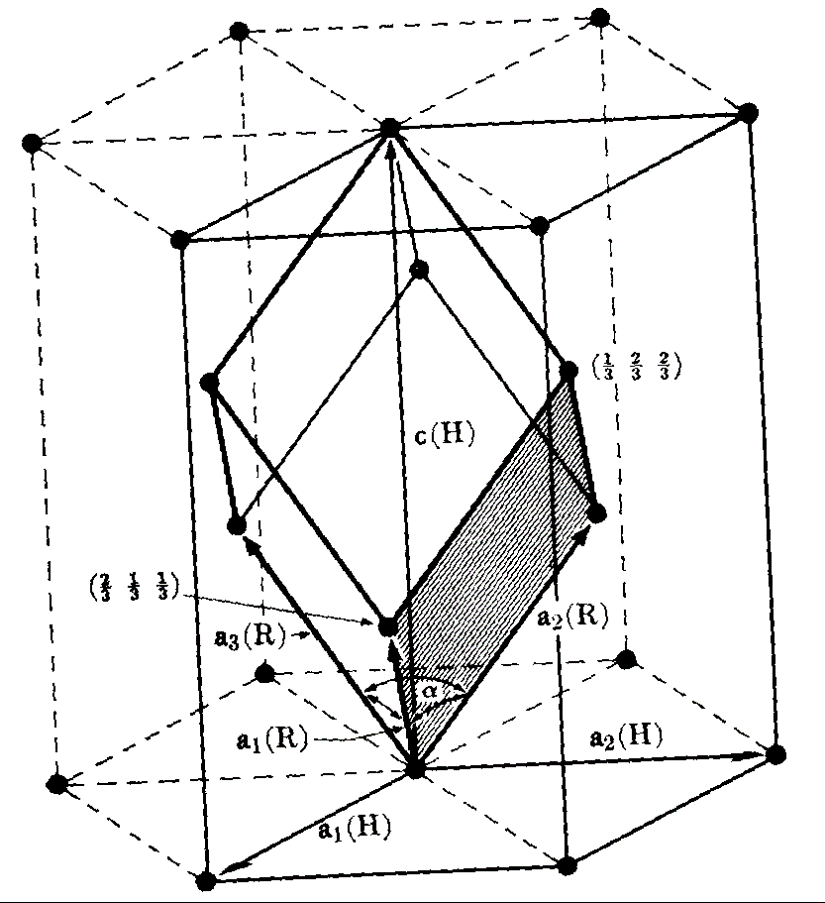 (1/3 2/3 2/3)
c(H)
(2/3 1/3 1/3)
a₃(R)
a₂(R)
α
a₁(R)
a₂(H)
a₁(H)